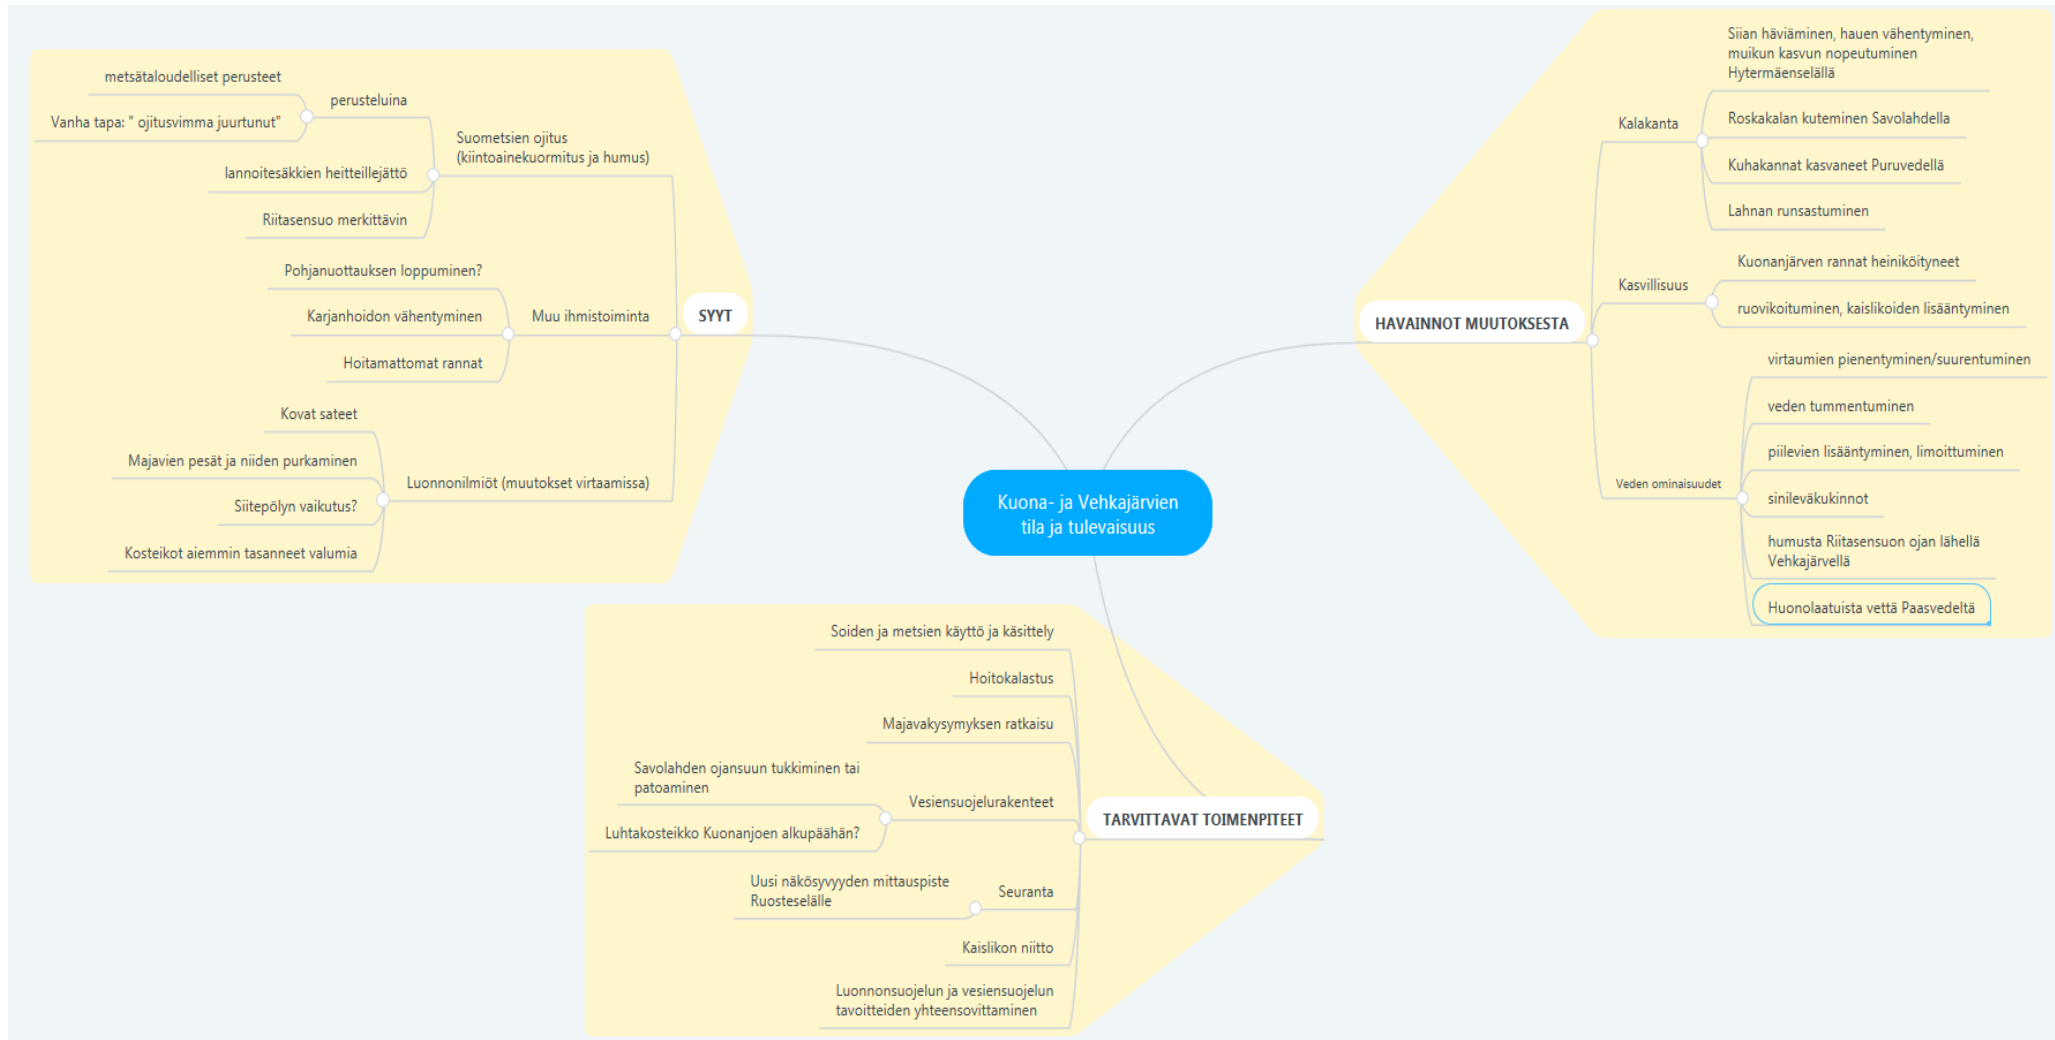 metsätaloudelliset perusteet
perusteluina
Vanha tapa: " ojitusvimma juurtunut"
Suometsien ojitus
(kiintoainekuormitus ja humus)
lannoitesäkkien heitteillejättö
Riitasensuo merkittävin
Pohjanuottauksen loppuminen?
Karjanhoidon vähentyminen
Muu ihmistoiminta
Hoitamattomat rannat
SYYT
Kovat sateet
Majavien pesät ja niiden purkaminen
Luonnonilmiöt (muutokset virtaamissa)
Siitepölyn vaikutus?
Kosteikot aiemmin tasanneet valumia
Kuona- ja Vehkajärvien
tila ja tulevaisuus
HAVAINNOT MUUTOKSESTA
Kalakanta
Siian häviäminen, hauen vähentyminen,
muikun kasvun nopeutuminen
Hytermäenselällä
Roskakalan kuteminen Savolahdella
Kuhakannat kasvaneet Puruvedellä
Lahnan runsastuminen
Kasvillisuus
Kuonanjärven rannat heiniköityneet
ruovikoituminen, kaislikoiden lisääntyminen
Veden ominaisuudet
virtaumien pienentyminen/suurentuminen
veden tummentuminen
piilevien lisääntyminen, limoittuminen
sinileväkukinnot
humusta Riitasensuon ojan lähellä
Vehkajärvellä
Huonolaatuista vettä Paasvedeltä
TARVITTAVAT TOIMENPITEET
Soiden ja metsien käyttö ja käsittely
Hoitokalastus
Majavakysymyksen ratkaisu
Vesiensuojelurakenteet
Savolahden ojansuun tukkiminen tai
patoaminen
Luhtakosteikko Kuonanjoen alkupäähän?
Seuranta
Uusi näkösyvyyden mittauspiste
Ruosteselälle
Kaislikon niitto
Luonnonsuojelun ja vesiensuojelun
tavoitteiden yhteensovittaminen